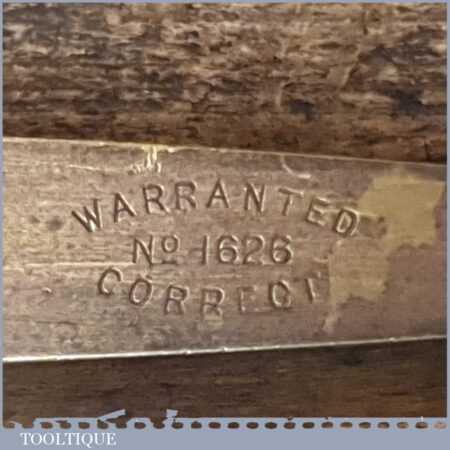 WARRANTED
No 1626
CORRECT
TOOLTIQUE